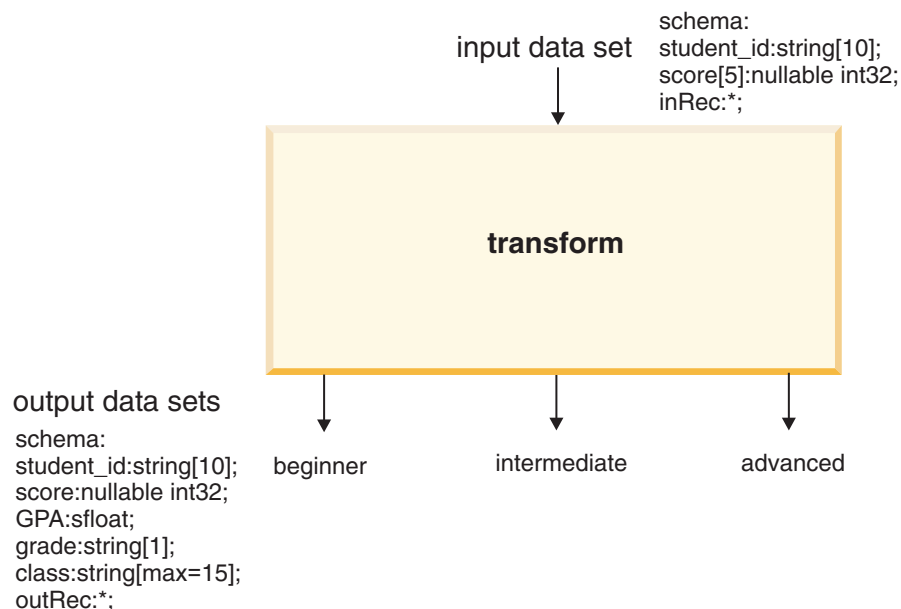 input data set
schema:
student_id:string[10];
score[5]:nullable int32;
inRec:*;
transform
output data sets
schema:
student_id:string[10];
score:nullable int32;
GPA:sfloat;
grade:string[1];
class:string[max=15];
outRec:*;
beginner
intermediate
advanced